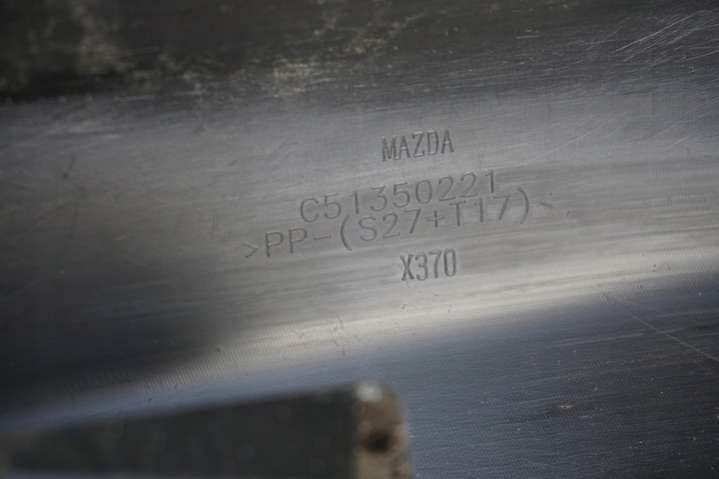 MAZDA
C51350221
>PP-(S27+T17)<
X370